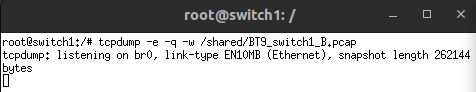 root@switch1: /
root@switch1:/# tcpdump -e -q -w /shared/BT9_switch1_B.pcap
tcpdump: listening on br0, link-type EN10MB (Ethernet), snapshot length 262144
bytes